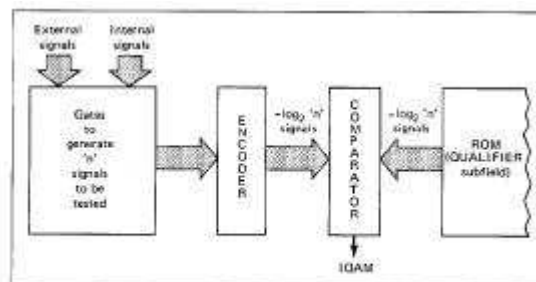 External
signals
Internal
signals
Gates
to
generate
'n'
signals
to be
tested
ENCODER
~log₂ 'n'
signals
COMPARATOR
~log₂ 'n'
signals
ROM
(QUALIFIER
subfield)
IQAM